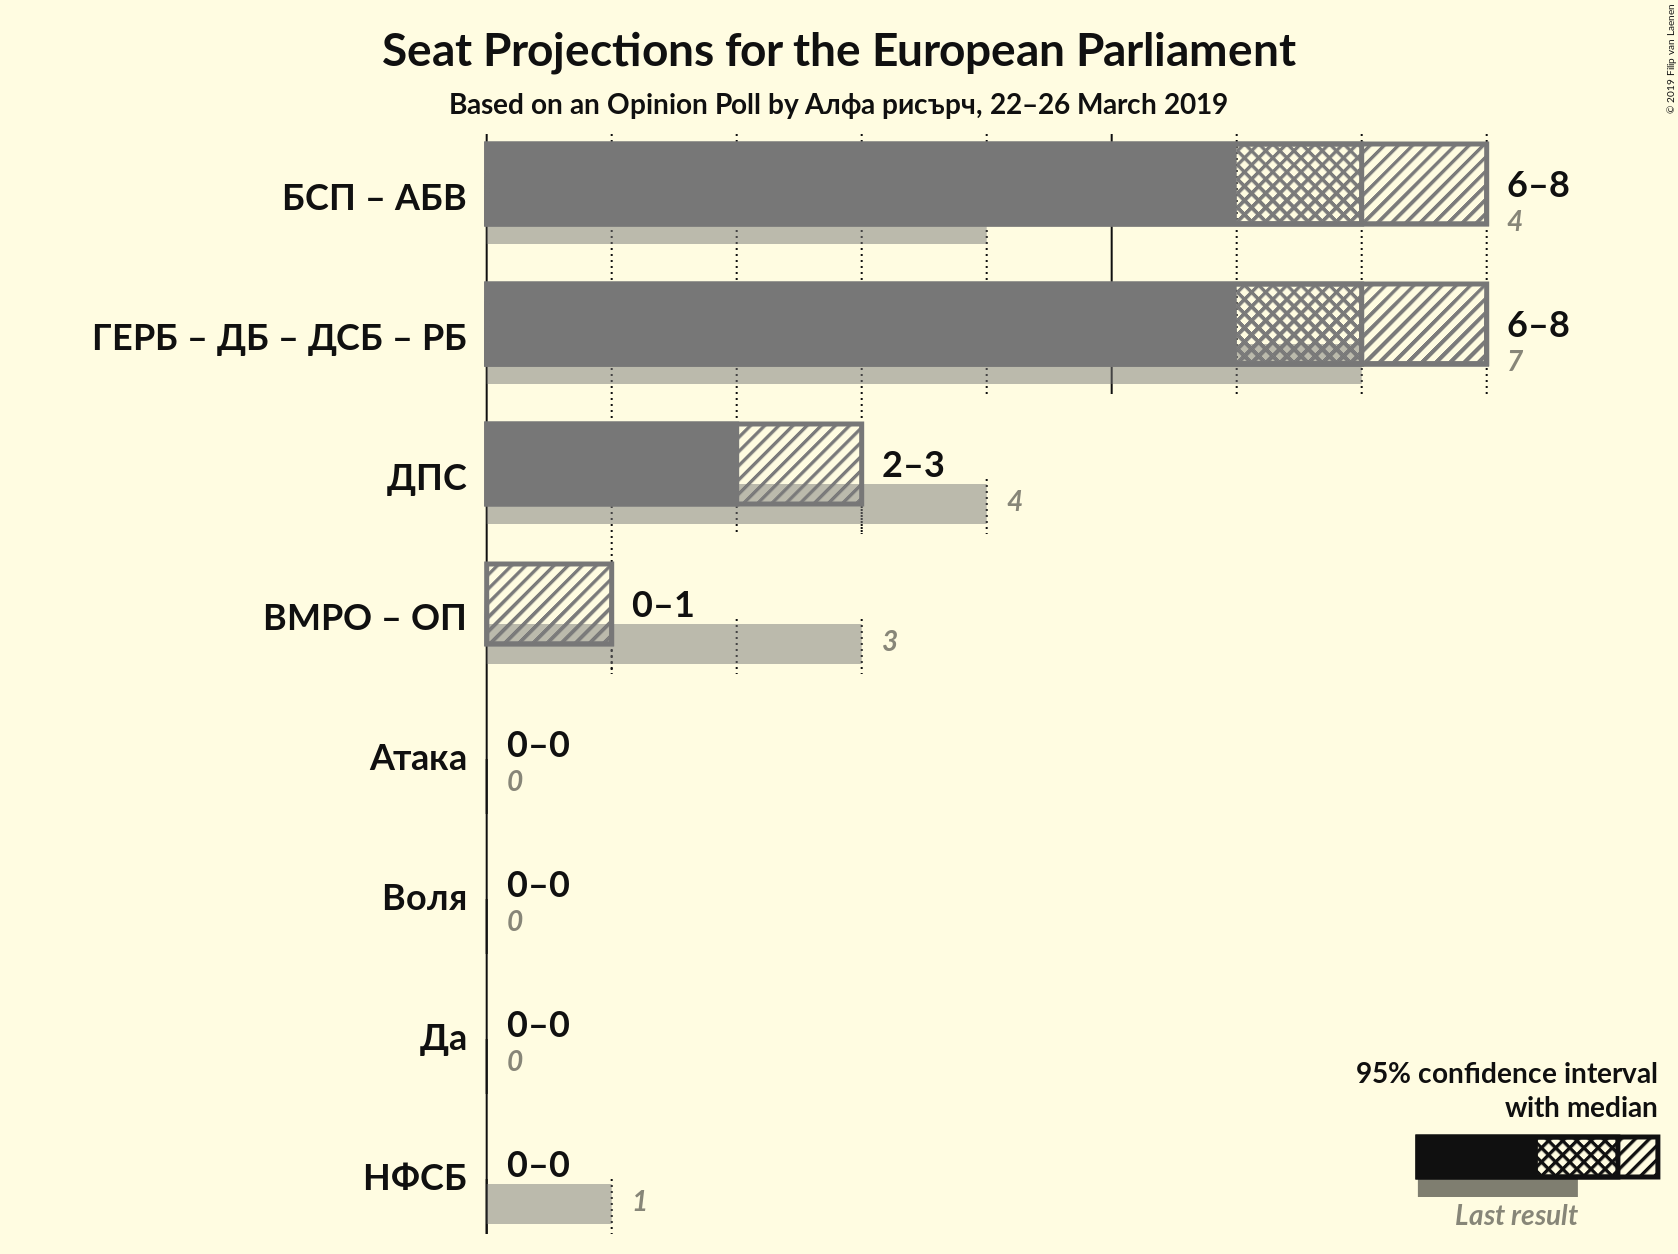 Seat Projections for the European Parliament
Based on an Opinion Poll by Алфа рисърч, 22–26 March 2019
© 2019 Filip van Laenen
БСП – АБВ
6–8
4
ГЕРБ – ДБ – ДСБ – РБ
6–8
7
ДПС
2–3
4
ВМРО – ОП
0–1
3
Атака
0–0
0
Воля
0–0
0
Да
0–0
0
НФСБ
0–0
1
95% confidence interval
with median
Last result